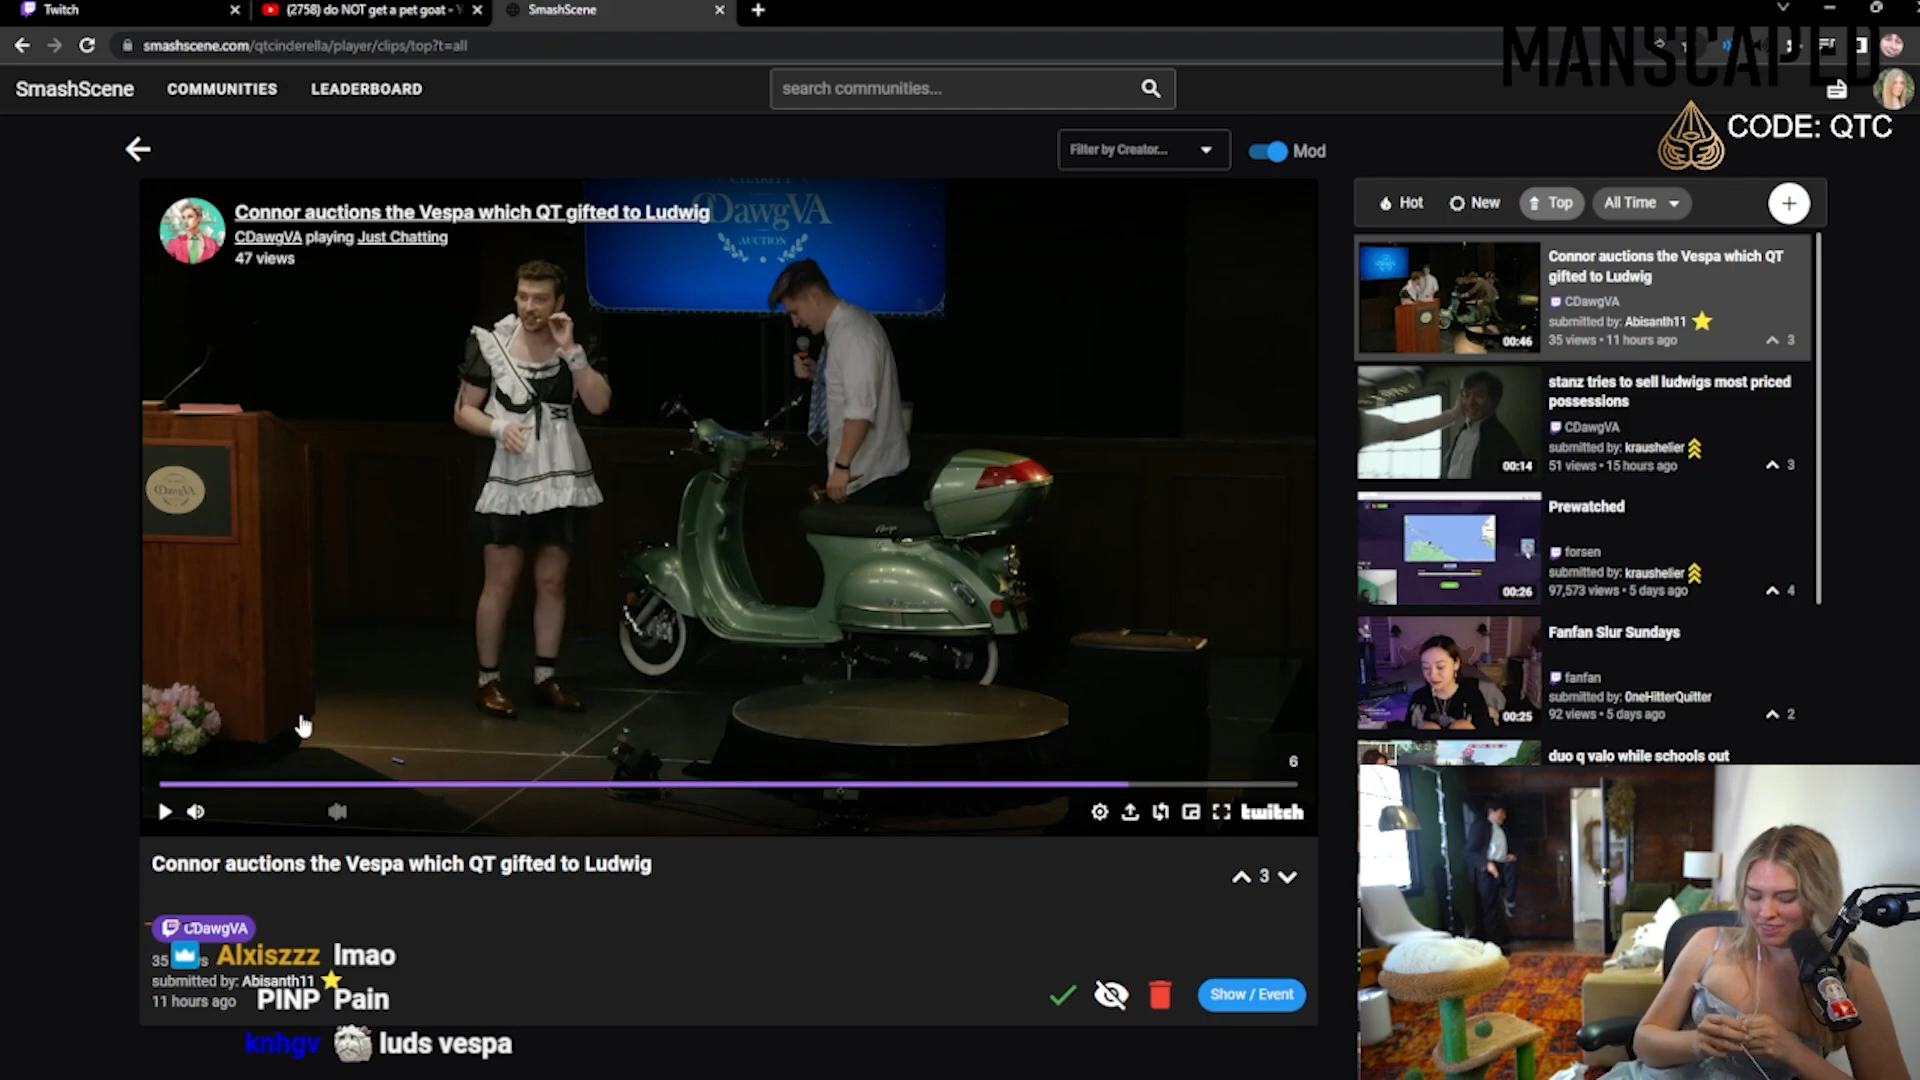 Twitch
(2758) do NOT get a pet goat -
SmashScene
smashscene.com/qtcinderella/player/clips/top?t=all
MANSCAPED
CODE: QTC
SmashScene
COMMUNITIES
LEADERBOARD
search communities...
Filter by Creator...
Mod
Connor auctions the Vespa which QT gifted to Ludwig
CDawgVA playing Just Chatting
47 views
CDawgVA
AUCTION
CDawgVA
6
twitch
Connor auctions the Vespa which QT gifted to Ludwig
3
CDawgVA
35
Alxiszzz lmao
submitted by: Abisanth11
11 hours ago
PINP Pain
knhgv luds vespa
Show / Event
Hot
New
Top
All Time
Connor auctions the Vespa which QT
gifted to Ludwig
CDawgVA
submitted by: Abisanth11
35 views • 11 hours ago
3
00:46
stanz tries to sell ludwigs most priced
possessions
CDawgVA
submitted by: kraushelier
51 views • 15 hours ago
3
00:14
Prewatched
forsen
submitted by: kraushelier
97,573 views • 5 days ago
4
00:26
Fanfan Slur Sundays
fanfan
submitted by: 0neHitterQuitter
92 views • 5 days ago
2
00:25
duo q valo while schools out